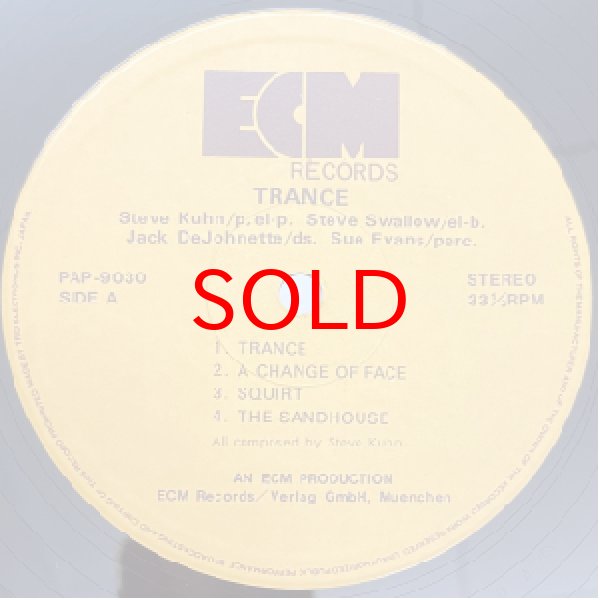 ECM
RECORDS
TRANCE
Steve Kuhn/p, el-p. Steve Swallow/el-b.
Jack DeJohnette/ds. Sue Evans/perc.
PAP-9030
SIDE A
SOLD
STEREO
33⅓RPM
1. TRANCE
2. A CHANGE OF FACE
3. SQUIRT
4. THE SANDHOUSE
All composed by Steve Kuhn
AN ECM PRODUCTION
ECM Records/Verlag GmbH, Muenchen